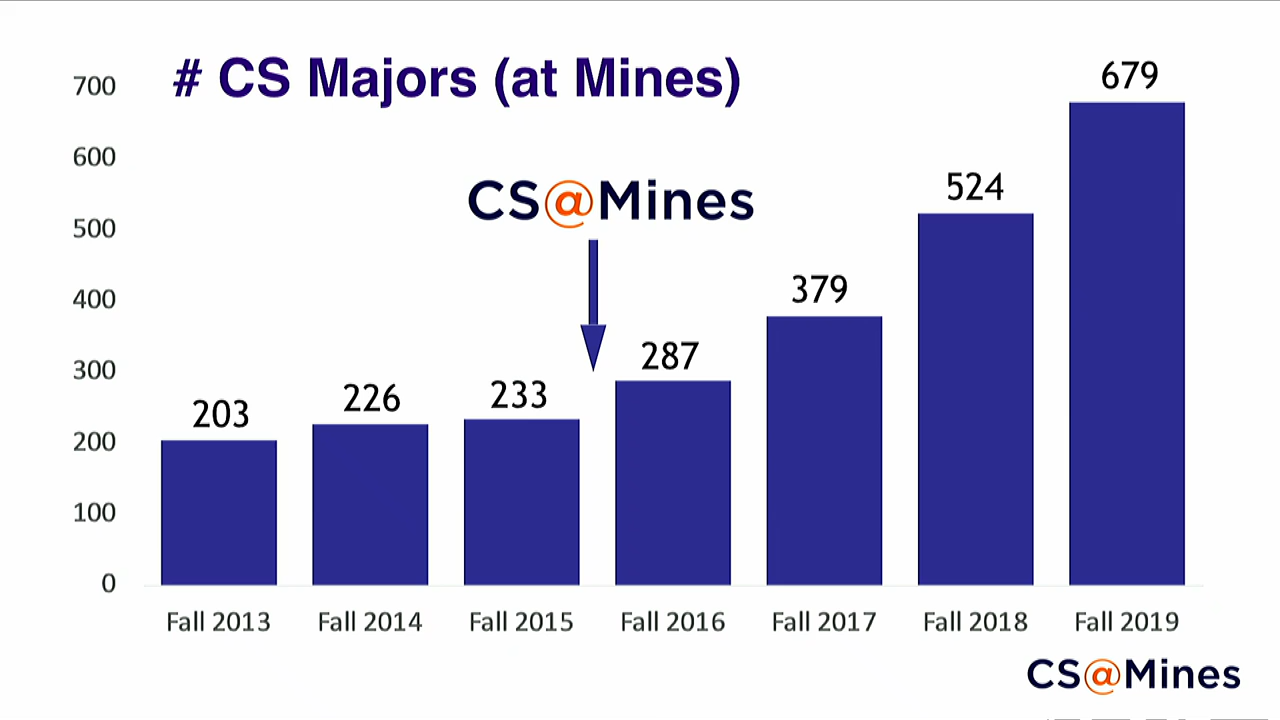 # CS Majors (at Mines)
CS@Mines
700
600
500
400
300
200
100
0
203
226
233
287
379
524
679
Fall 2013
Fall 2014
Fall 2015
Fall 2016
Fall 2017
Fall 2018
Fall 2019
CS@Mines